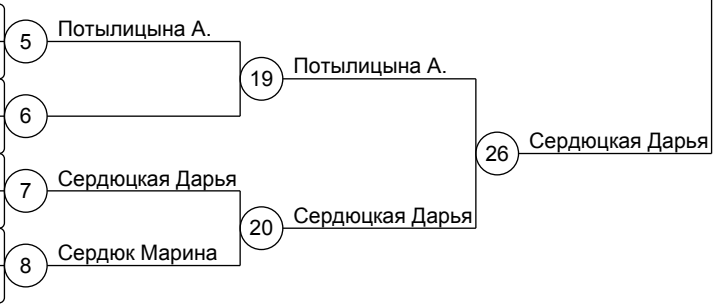 5 Потылицына А.
19 Потылицына А.
6
26 Сердюцкая Дарья
7 Сердюцкая Дарья
20 Сердюцкая Дарья
8 Сердюк Марина